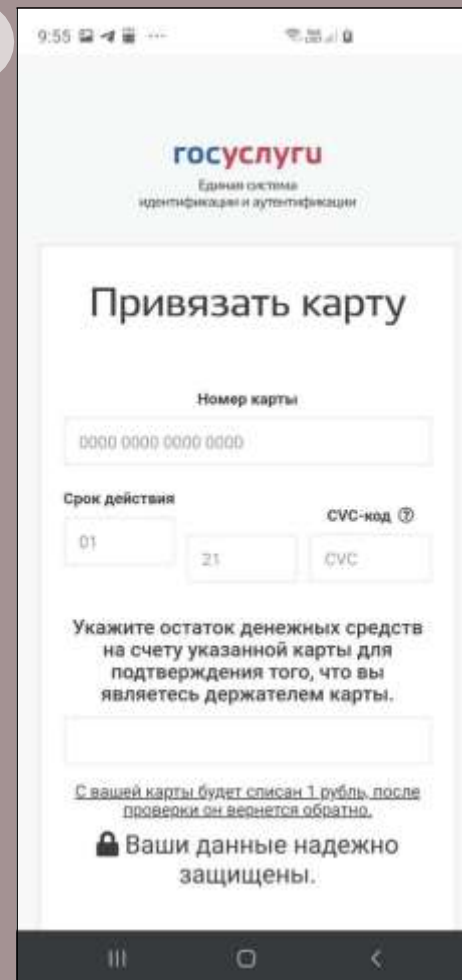 9:55
госуслуги
Единая система
идентификации и аутентификации
Привязать карту
Номер карты
0000 0000 0000 0000
Срок действия
CVC-код ?
01
21
CVC
Укажите остаток денежных средств
на счету указанной карты для
подтверждения того, что вы
являетесь держателем карты.
С вашей карты будет списан 1 рубль, после
проверки он вернется обратно.
Ваши данные надежно
защищены.